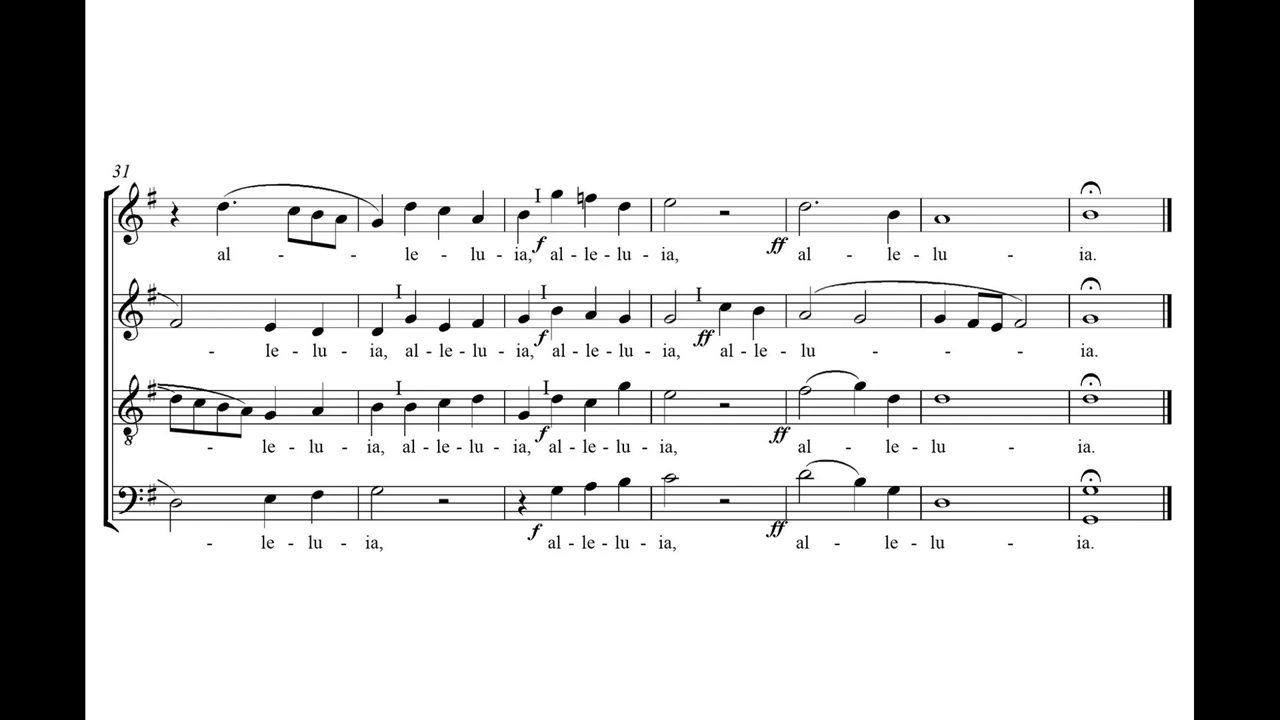 31
I
f
ff
al - - le - lu - ia, al - le - lu - ia, al - le - lu - ia.
I I I
f
ff
- le - lu - ia, al - le - lu - ia, al - le - lu - ia, al - le - lu - - - ia.
I I
f
ff
- le - lu - ia, al - le - lu - ia, al - le - lu - ia, al - le - lu - ia.
f
ff
- le - lu - ia, al - le - lu - ia, al - le - lu - ia.